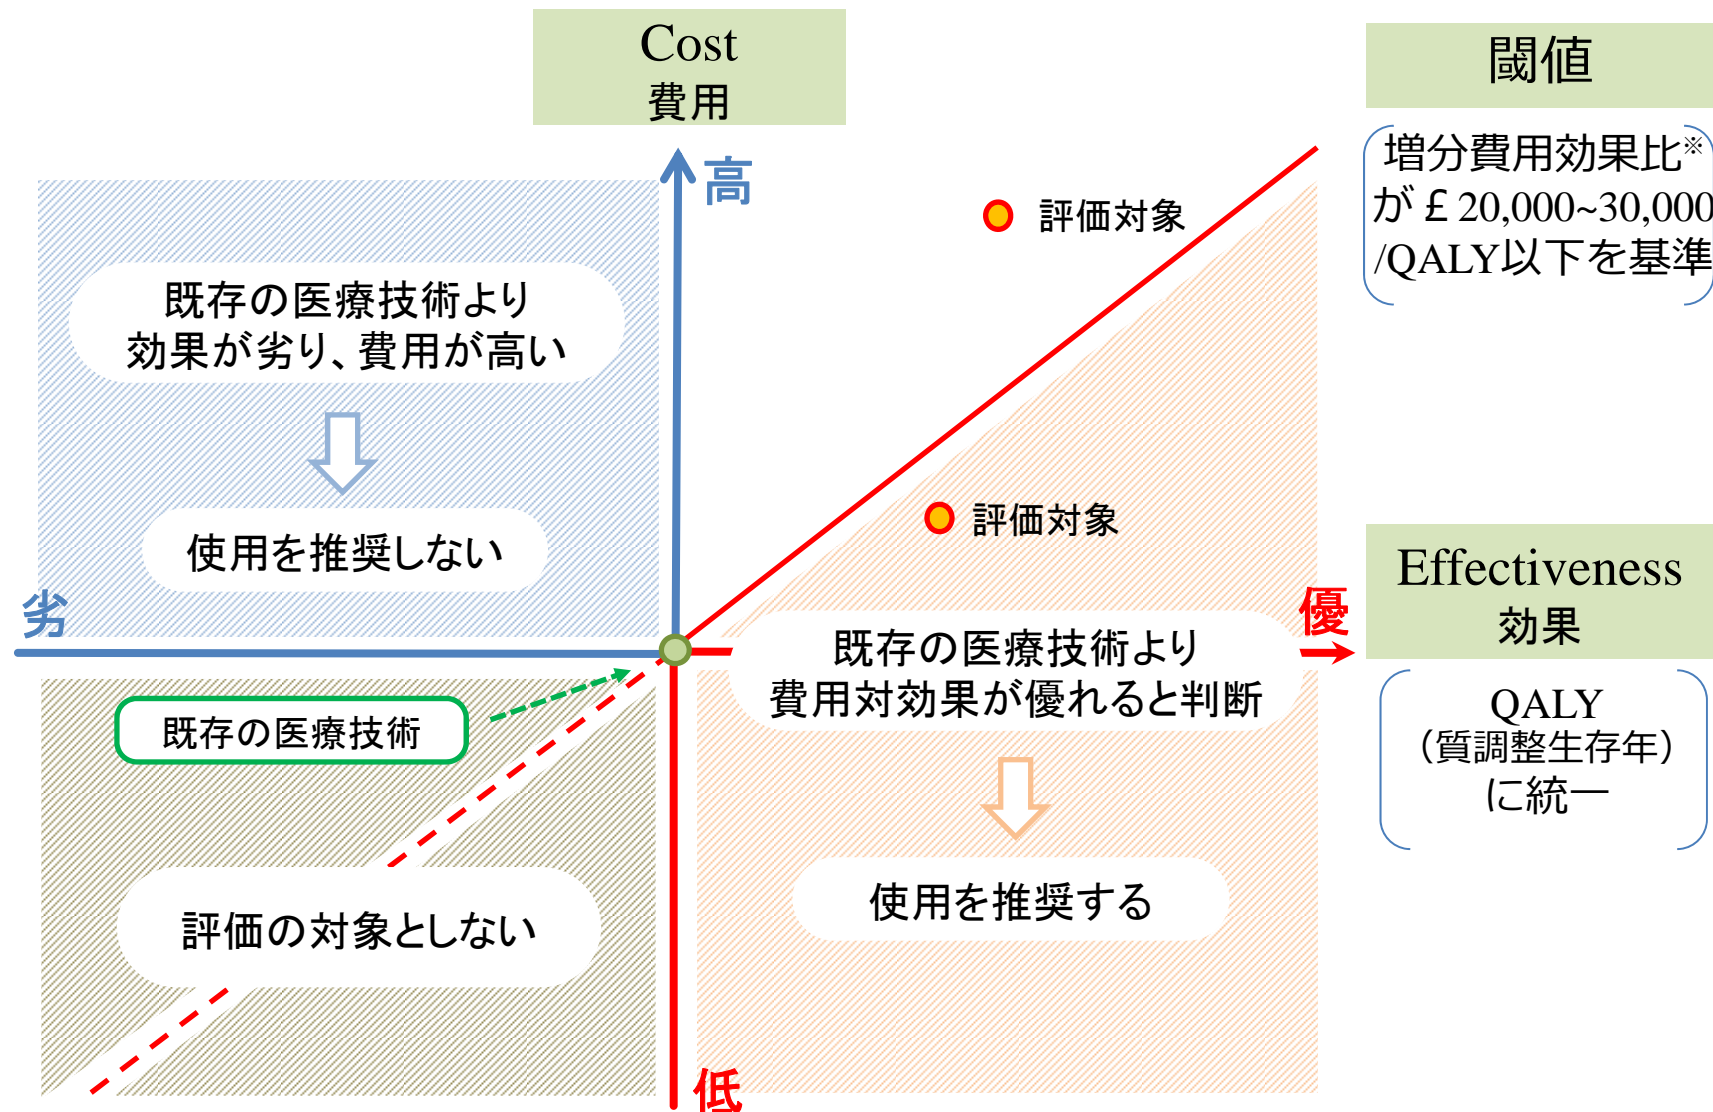 Cost
費用
閾値
増分費用効果比※
が£20,000~30,000
/QALY以下を基準
高
評価対象
既存の医療技術より
効果が劣り、費用が高い
使用を推奨しない
評価対象
劣
優
Effectiveness
効果
既存の医療技術より
費用対効果が優れると判断
QALY
（質調整生存年）
に統一
既存の医療技術
使用を推奨する
評価の対象としない
低